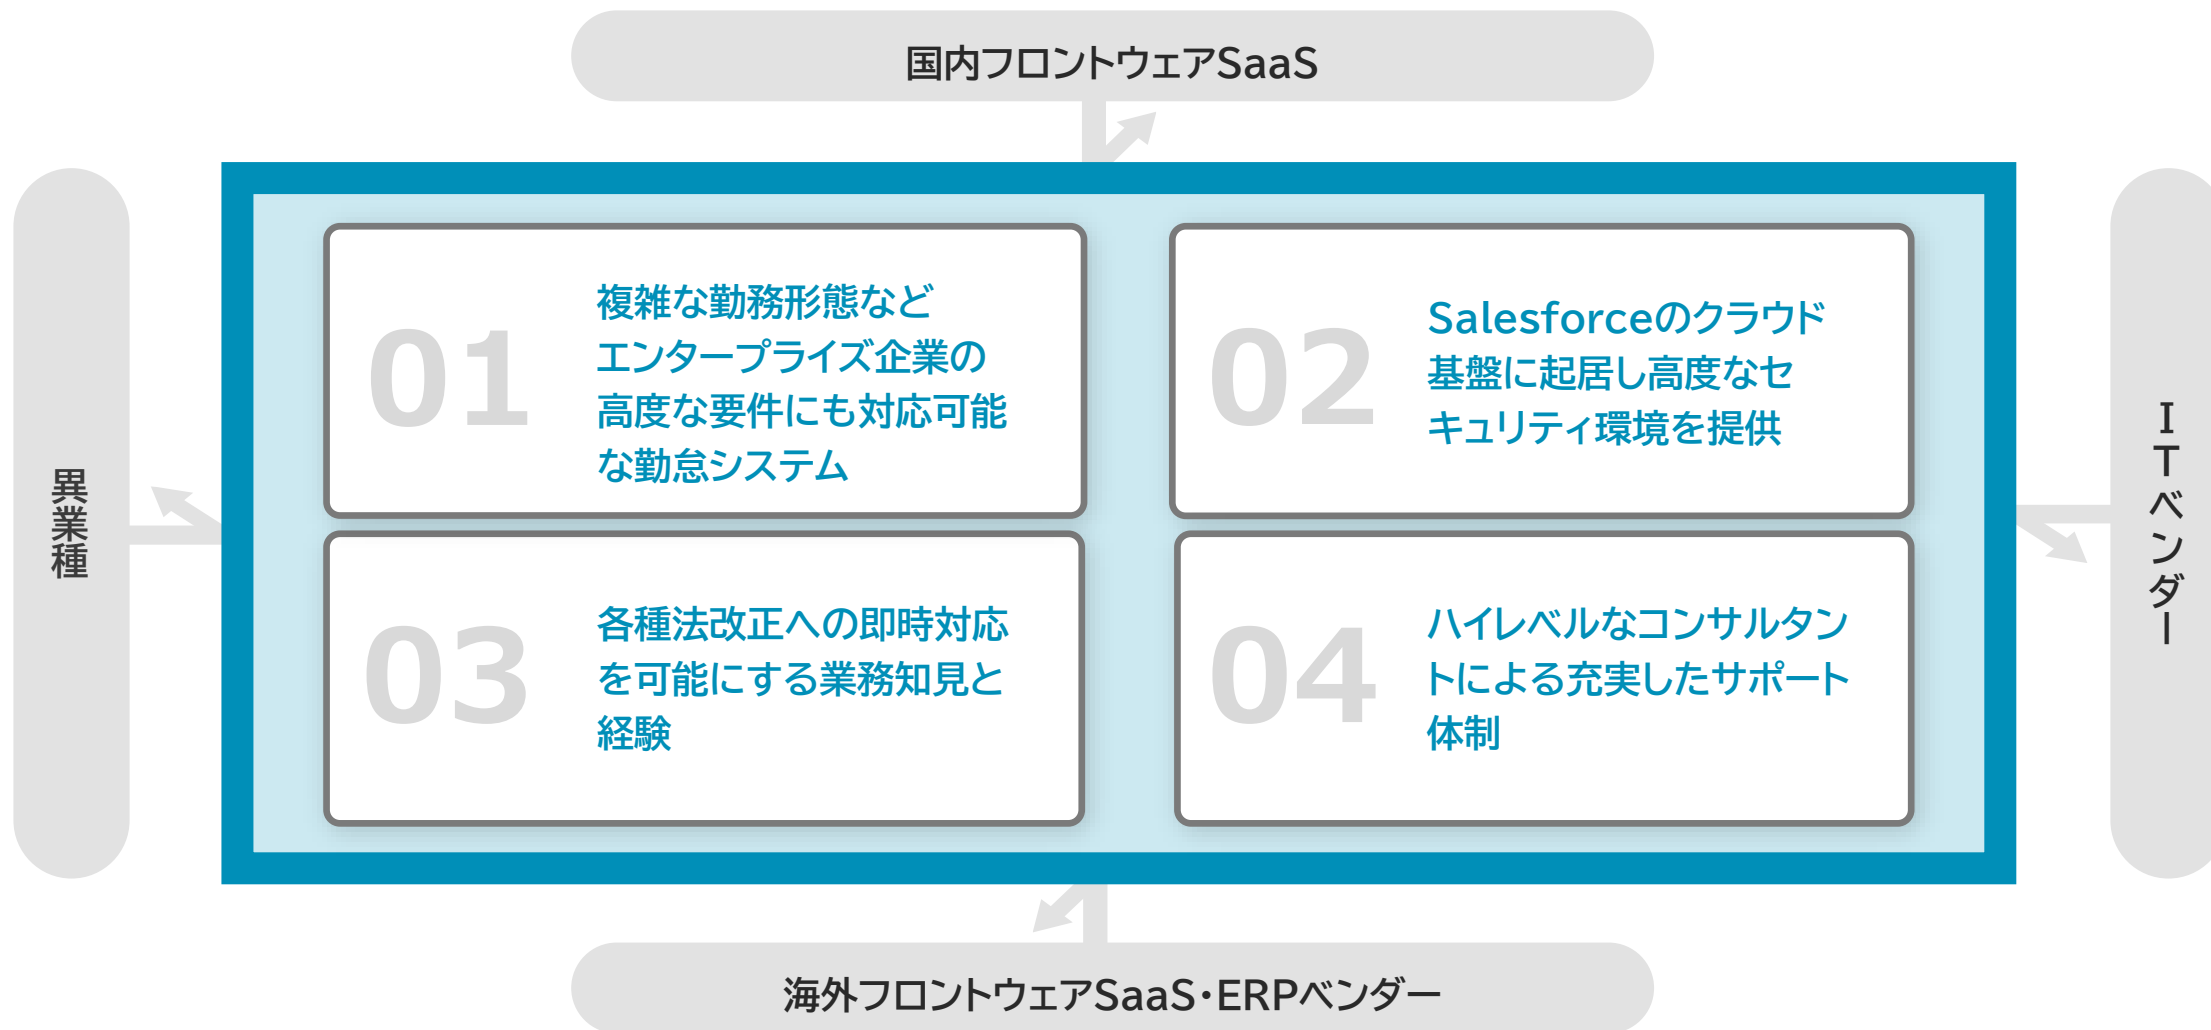 国内フロントウェアSaaS
異業種
01
複雑な勤務形態など
エンタープライズ企業の
高度な要件にも対応可能
な勤怠システム
02
Salesforceのクラウド
基盤に起居し高度なセ
キュリティ環境を提供
03
各種法改正への即時対応
を可能にする業務知見と
経験
04
ハイレベルなコンサルタン
トによる充実したサポート
体制
ITベンダー
海外フロントウェアSaaS・ERPベンダー